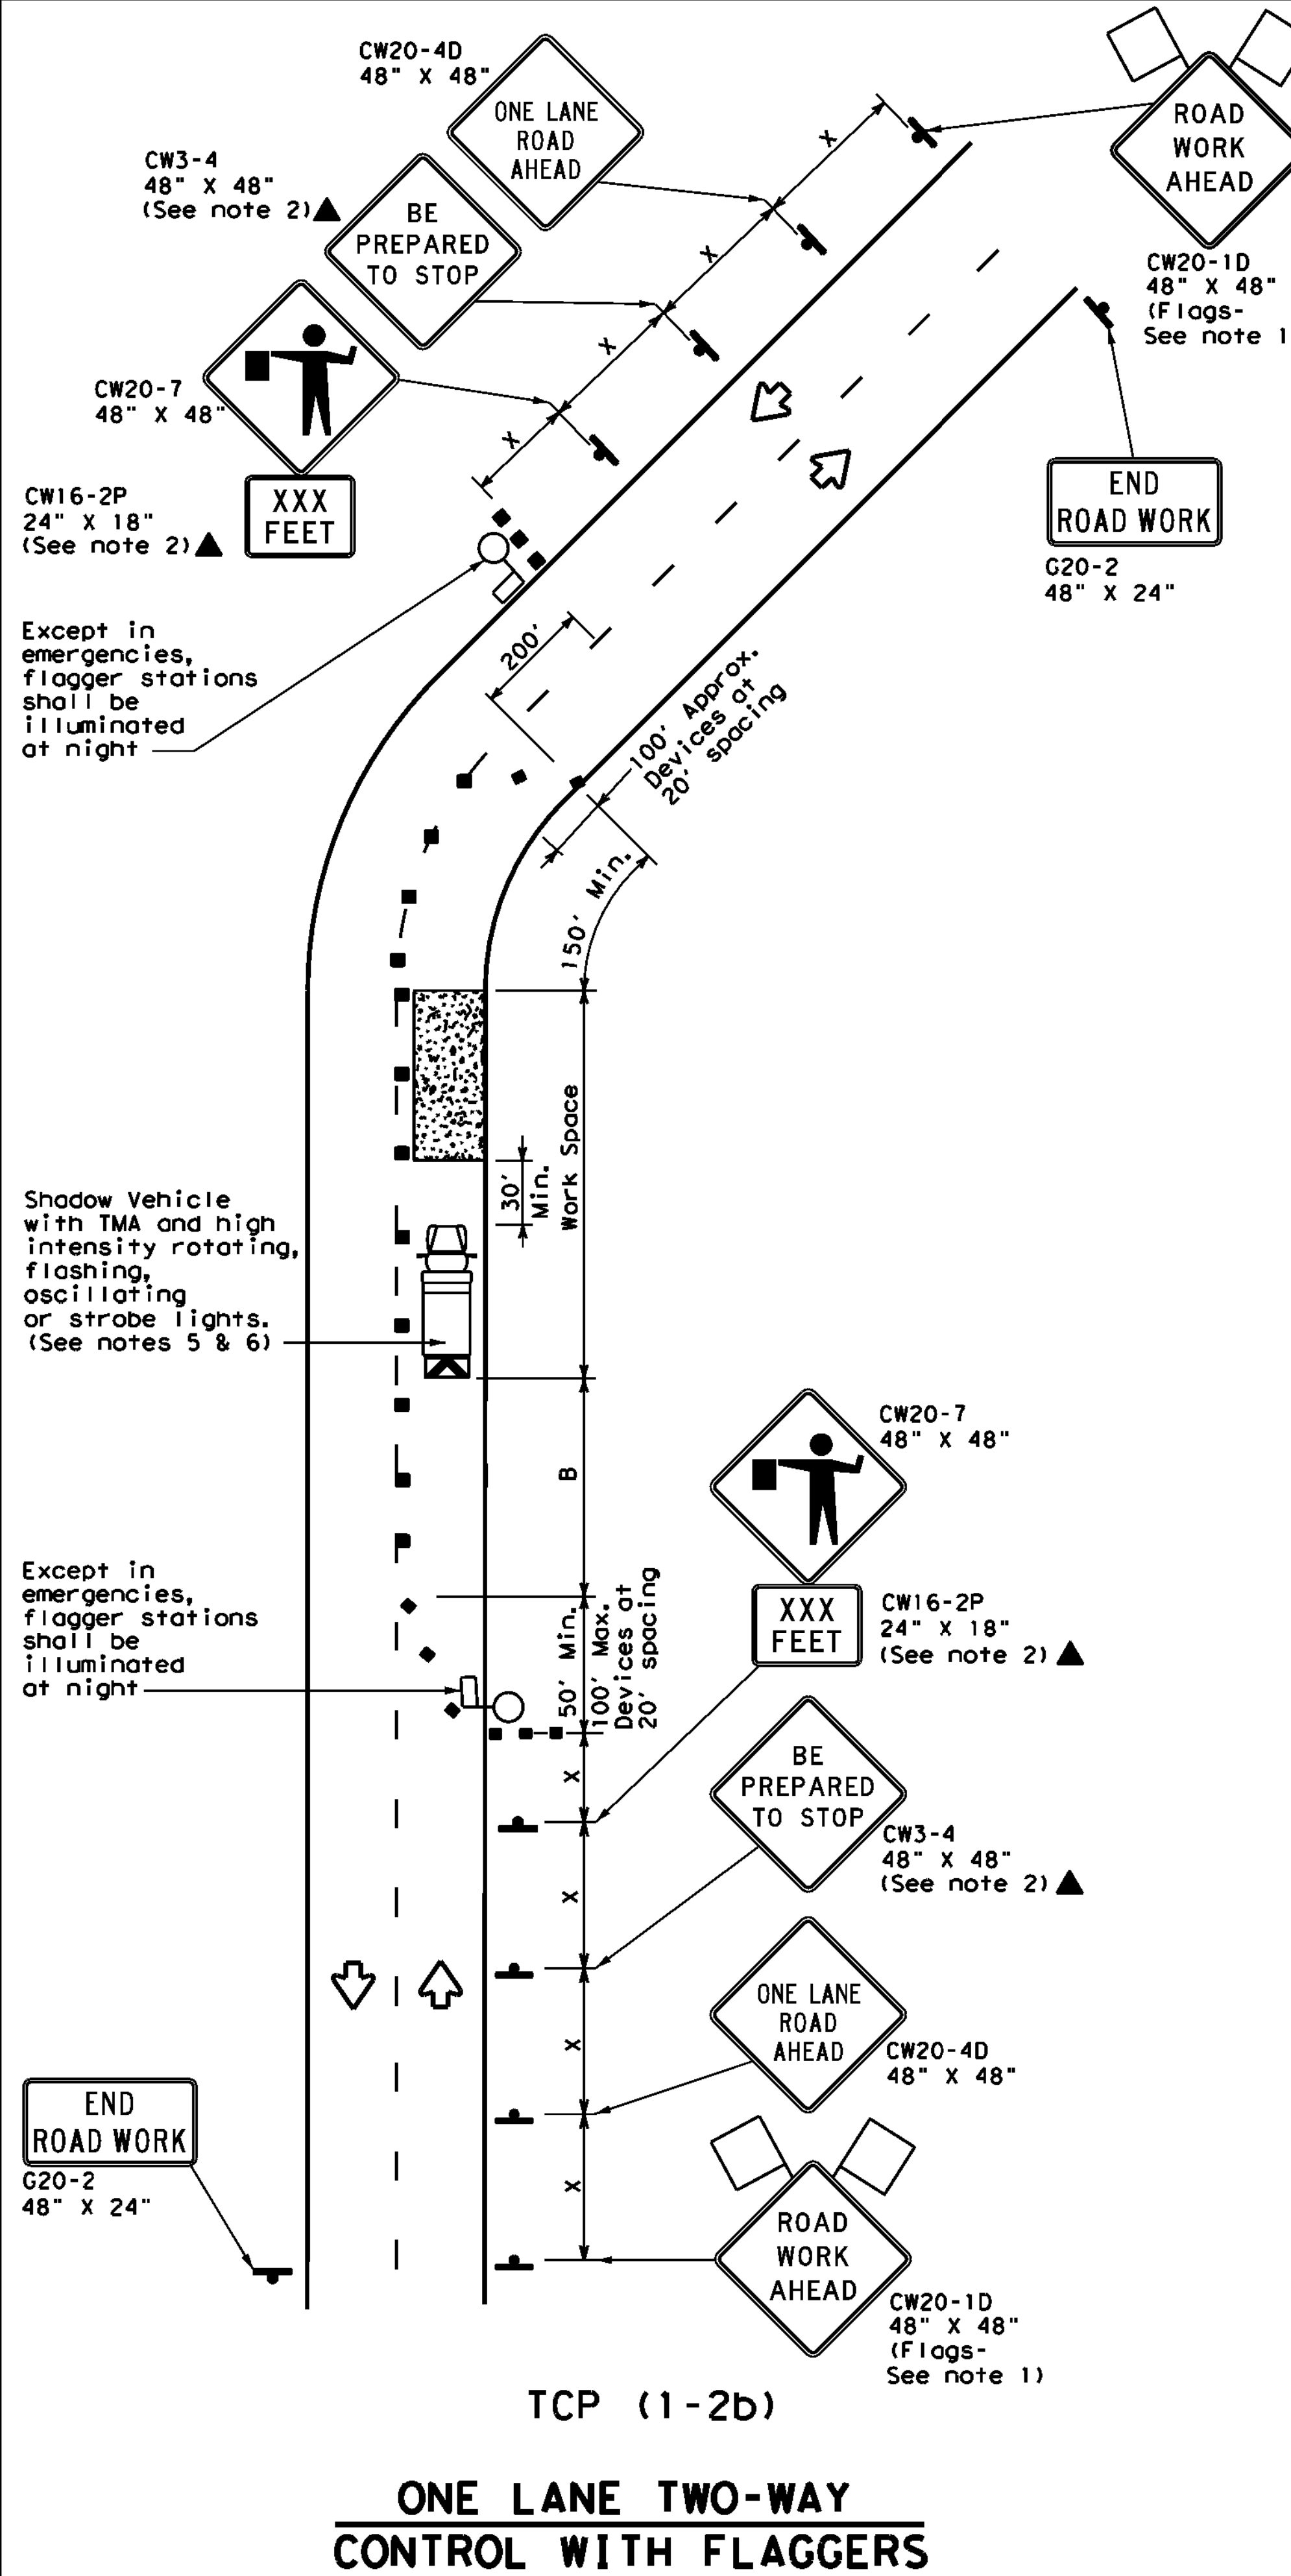 CW20-4D
48" X 48"
ONE LANE
ROAD
AHEAD
X
ROAD
WORK
AHEAD
CW3-4
48" X 48"
(See note 2)
BE
PREPARED
TO STOP
X
CW20-1D
48" X 48"
(Flags-
See note 1
X
CW20-7
48" X 48"
X
CW16-2P
24" X 18"
(See note 2)
XXX
FEET
END
ROAD WORK
G20-2
48" X 24"
Except in
emergencies,
flagger stations
shall be
illuminated
at night
200'
100' Approx.
Devices at
20' spacing
150' Min.
Work Space
30'
Min.
Shadow Vehicle
with TMA and high
intensity rotating,
flashing,
oscillating
or strobe lights.
(See notes 5 & 6)
B
CW20-7
48" X 48"
Except in
emergencies,
flagger stations
shall be
illuminated
at night
50' Min.
100' Max.
Devices at
20' spacing
XXX
FEET
CW16-2P
24" X 18"
(See note 2)
X
BE
PREPARED
TO STOP
CW3-4
48" X 48"
(See note 2)
X
ONE LANE
ROAD
AHEAD
CW20-4D
48" X 48"
X
END
ROAD WORK
G20-2
48" X 24"
X
ROAD
WORK
AHEAD
CW20-1D
48" X 48"
(Flags-
See note 1)
TCP (1-2b)
ONE LANE TWO-WAY
CONTROL WITH FLAGGERS